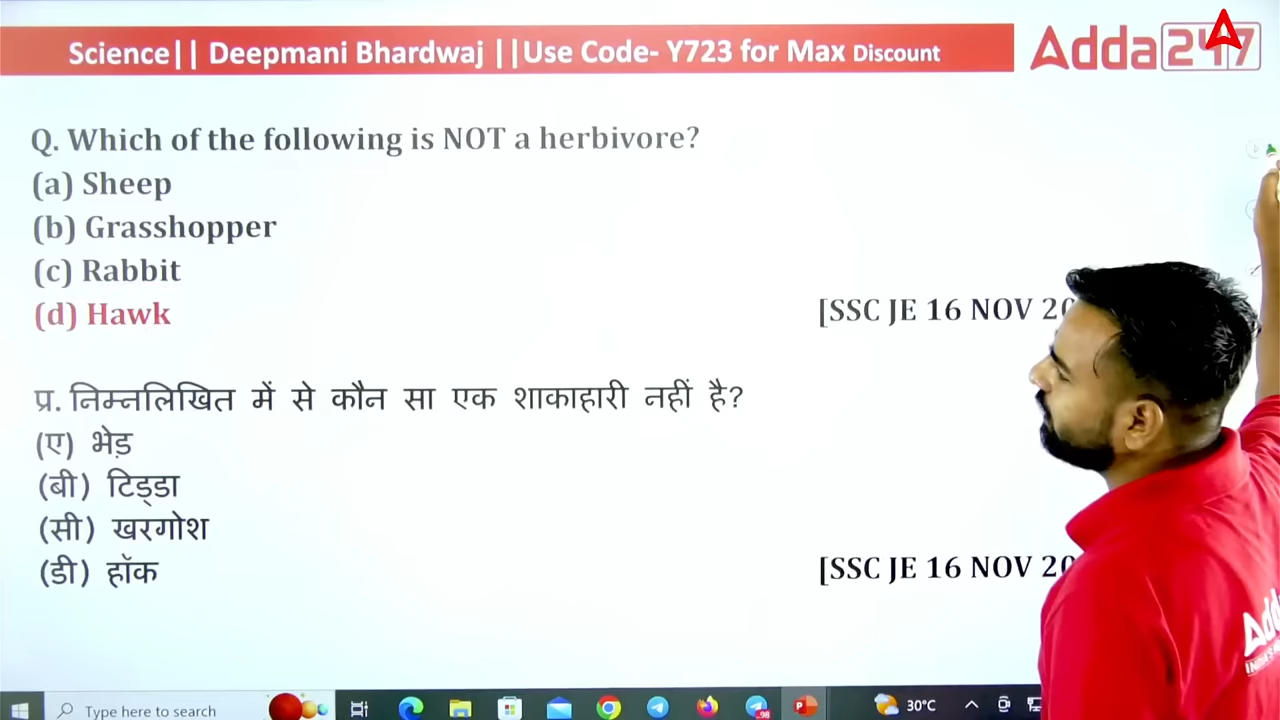 Science|| Deepmani Bhardwaj ||Use Code- Y723 for Max Discount
Adda247
Q. Which of the following is NOT a herbivore?
(a) Sheep
(b) Grasshopper
(c) Rabbit
(d) Hawk
[SSC JE 16 NOV 20
प्र. निम्नलिखित में से कौन सा एक शाकाहारी नहीं है?
(ए) भेड़
(बी) टिड्डा
(सी) खरगोश
(डी) हॉक
[SSC JE 16 NOV 20
Add
Type here to search
98
30°C